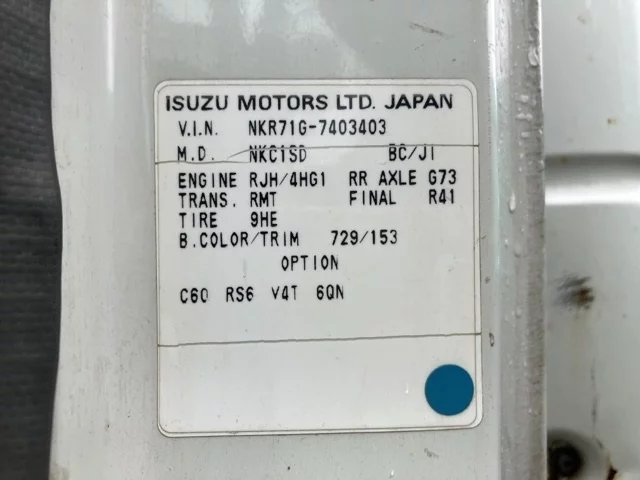 ISUZU MOTORS LTD. JAPAN
V.I.N. NKR71G-7403403
M.D. NKC1SD BC/JI
ENGINE RJH/4HG1 RR AXLE G73
TRANS. RMT FINAL R41
TIRE 9HE
B.COLOR/TRIM 729/153
OPTION
C60 RS6 V4T 6QN